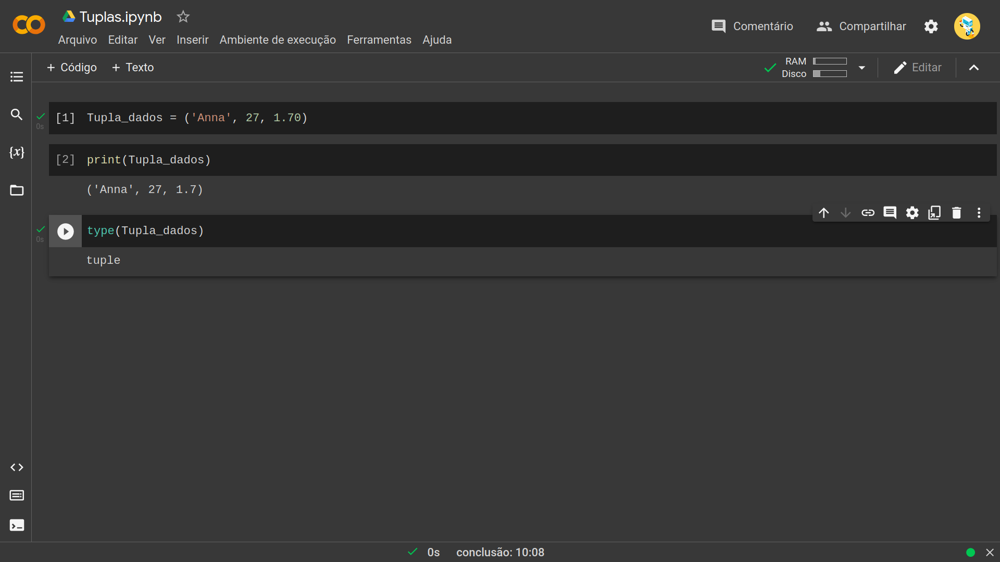 Tuplas.ipynb
Arquivo Editar Ver Inserir Ambiente de execução Ferramentas Ajuda
Comentário Compartilhar
+ Código + Texto
RAM
Disco
Editar
0s
[1] Tupla_dados = ('Anna', 27, 1.70)
{x}
[2] print(Tupla_dados)
('Anna', 27, 1.7)
0s
type(Tupla_dados)
tuple
0s conclusão: 10:08